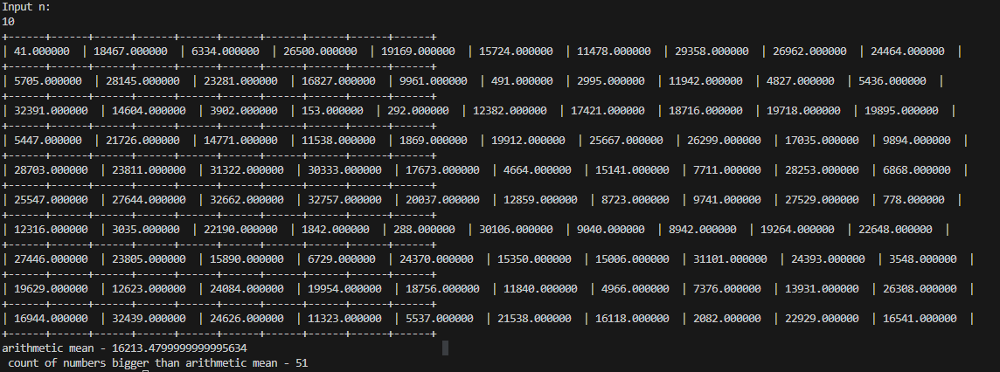 Input n:
10
+------+------+------+------+------+------+------+------+------+------+
| 41.000000  | 18467.000000  | 6334.000000  | 26500.000000  | 19169.000000  | 15724.000000  | 11478.000000  | 29358.000000  | 26962.000000  | 24464.000000  |
+------+------+------+------+------+------+------+------+------+------+
| 5705.000000  | 28145.000000  | 23281.000000  | 16827.000000  | 9961.000000  | 491.000000  | 2995.000000  | 11942.000000  | 4827.000000  | 5436.000000  |
+------+------+------+------+------+------+------+------+------+------+
| 32391.000000  | 14604.000000  | 3902.000000  | 153.000000  | 292.000000  | 12382.000000  | 17421.000000  | 18716.000000  | 19718.000000  | 19895.000000  |
+------+------+------+------+------+------+------+------+------+------+
| 5447.000000  | 21726.000000  | 14771.000000  | 11538.000000  | 1869.000000  | 19912.000000  | 25667.000000  | 26299.000000  | 17035.000000  | 9894.000000  |
+------+------+------+------+------+------+------+------+------+------+
| 28703.000000  | 23811.000000  | 31322.000000  | 30333.000000  | 17673.000000  | 4664.000000  | 15141.000000  | 7711.000000  | 28253.000000  | 6868.000000  |
+------+------+------+------+------+------+------+------+------+------+
| 25547.000000  | 27644.000000  | 32662.000000  | 32757.000000  | 20037.000000  | 12859.000000  | 8723.000000  | 9741.000000  | 27529.000000  | 778.000000  |
+------+------+------+------+------+------+------+------+------+------+
| 12316.000000  | 3035.000000  | 22190.000000  | 1842.000000  | 288.000000  | 30106.000000  | 9040.000000  | 8942.000000  | 19264.000000  | 22648.000000  |
+------+------+------+------+------+------+------+------+------+------+
| 27446.000000  | 23805.000000  | 15890.000000  | 6729.000000  | 24370.000000  | 15350.000000  | 15006.000000  | 31101.000000  | 24393.000000  | 3548.000000  |
+------+------+------+------+------+------+------+------+------+------+
| 19629.000000  | 12623.000000  | 24084.000000  | 19954.000000  | 18756.000000  | 11840.000000  | 4966.000000  | 7376.000000  | 13931.000000  | 26308.000000  |
+------+------+------+------+------+------+------+------+------+------+
| 16944.000000  | 32439.000000  | 24626.000000  | 11323.000000  | 5537.000000  | 21538.000000  | 16118.000000  | 2082.000000  | 22929.000000  | 16541.000000  |
+------+------+------+------+------+------+------+------+------+------+
arithmetic mean - 16213.4799999999995634
 count of numbers bigger than arithmetic mean - 51